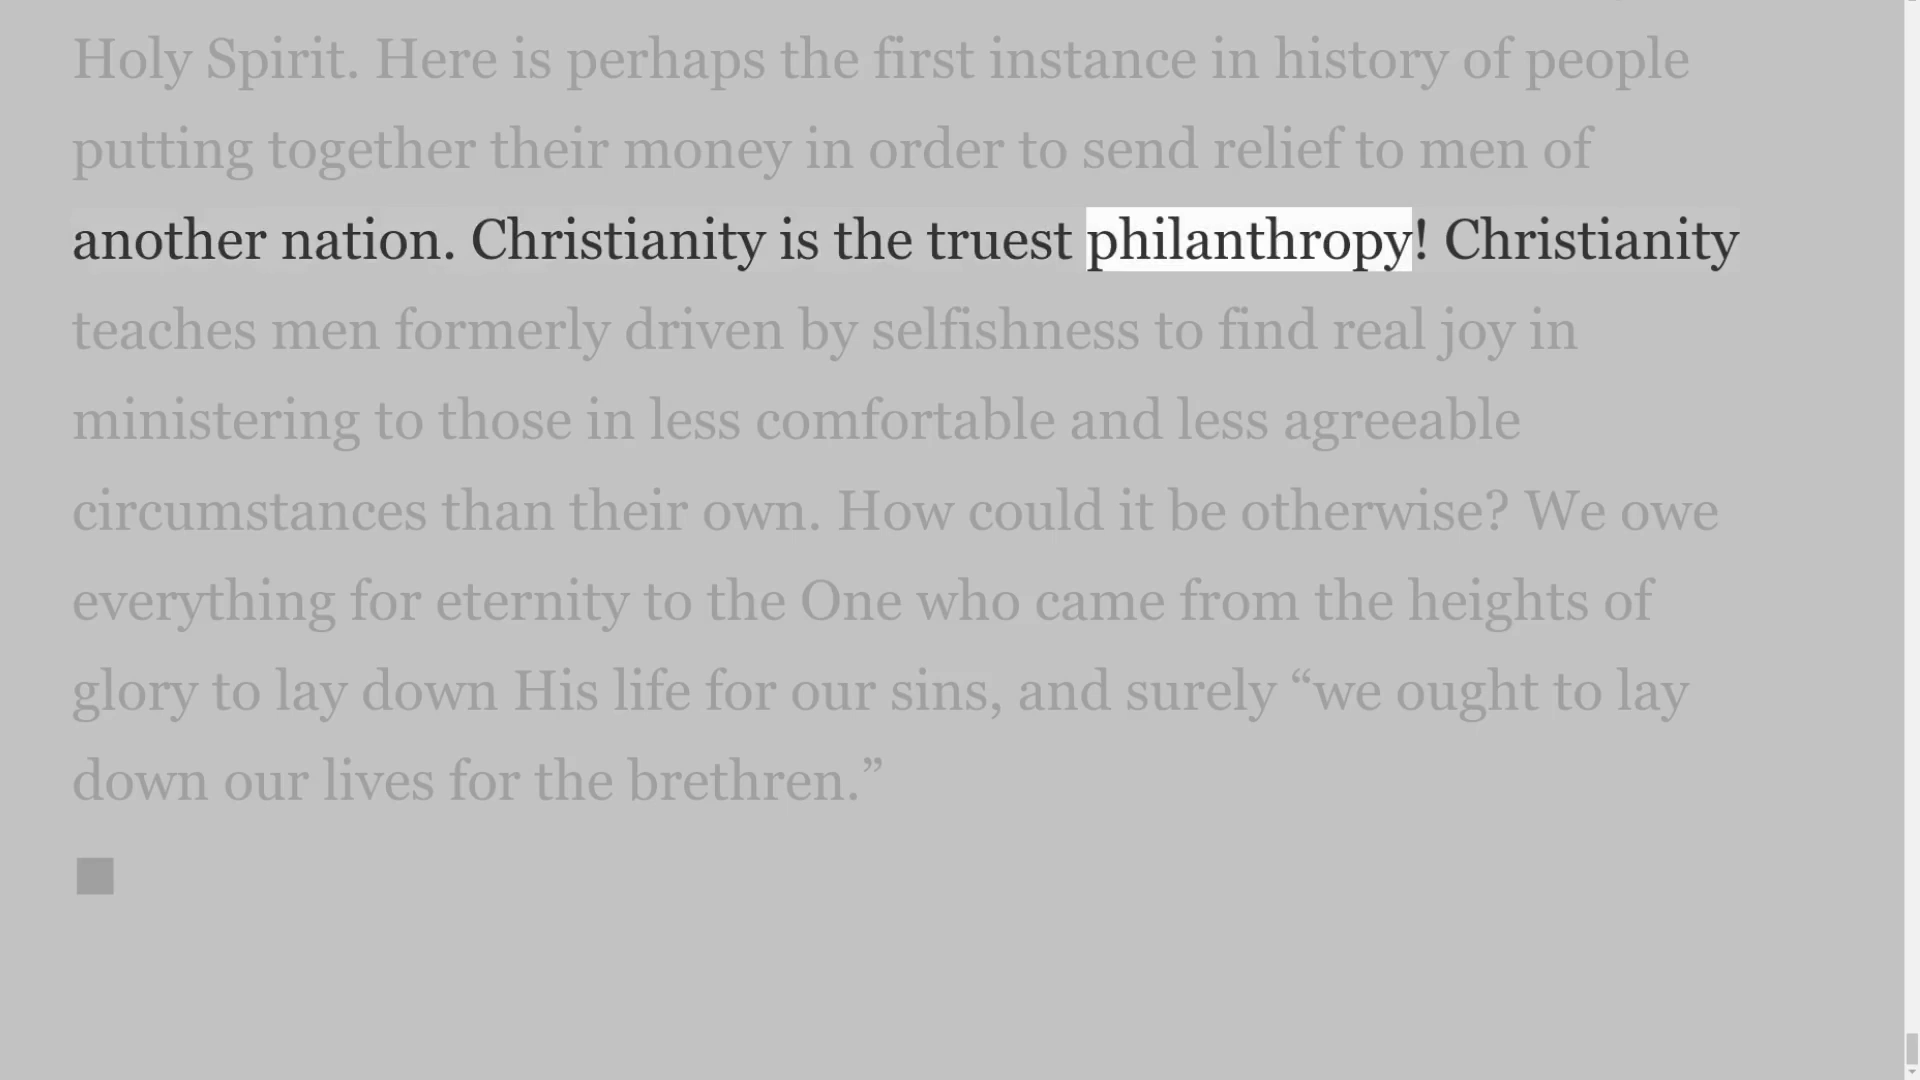 Holy Spirit. Here is perhaps the first instance in history of people
putting together their money in order to send relief to men of
another nation. Christianity is the truest philanthropy! Christianity
teaches men formerly driven by selfishness to find real joy in
ministering to those in less comfortable and less agreeable
circumstances than their own. How could it be otherwise? We owe
everything for eternity to the One who came from the heights of
glory to lay down His life for our sins, and surely “we ought to lay
down our lives for the brethren.”